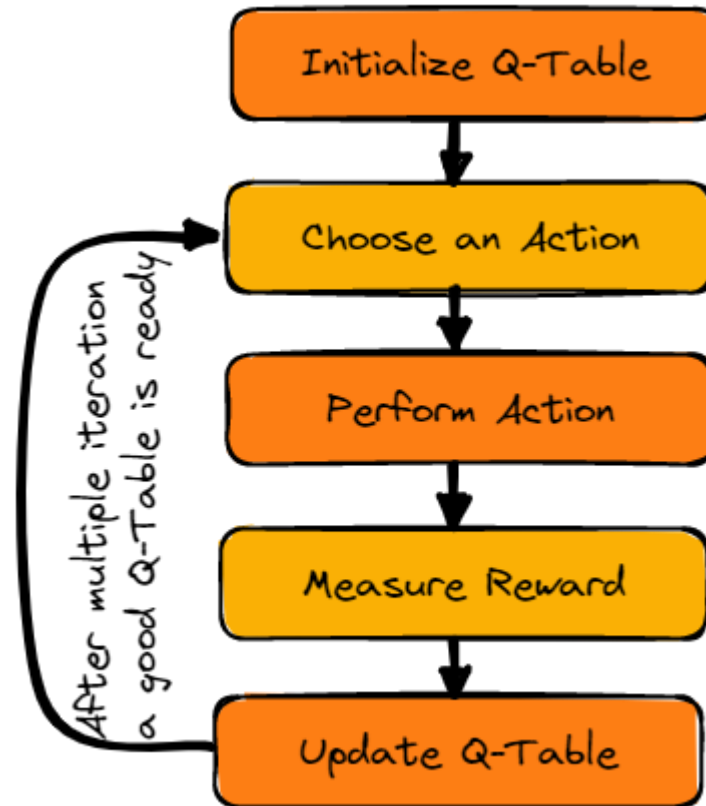 Initialize Q-Table
Choose an Action
Perform Action
Measure Reward
Update Q-Table
After multiple iteration
a good Q-Table is ready